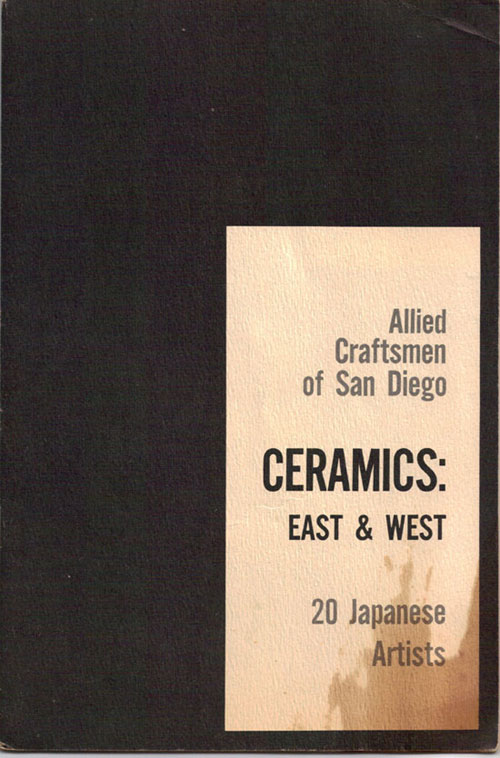 Allied
Craftsmen
of San Diego
CERAMICS:
EAST & WEST
20 Japanese
Artists